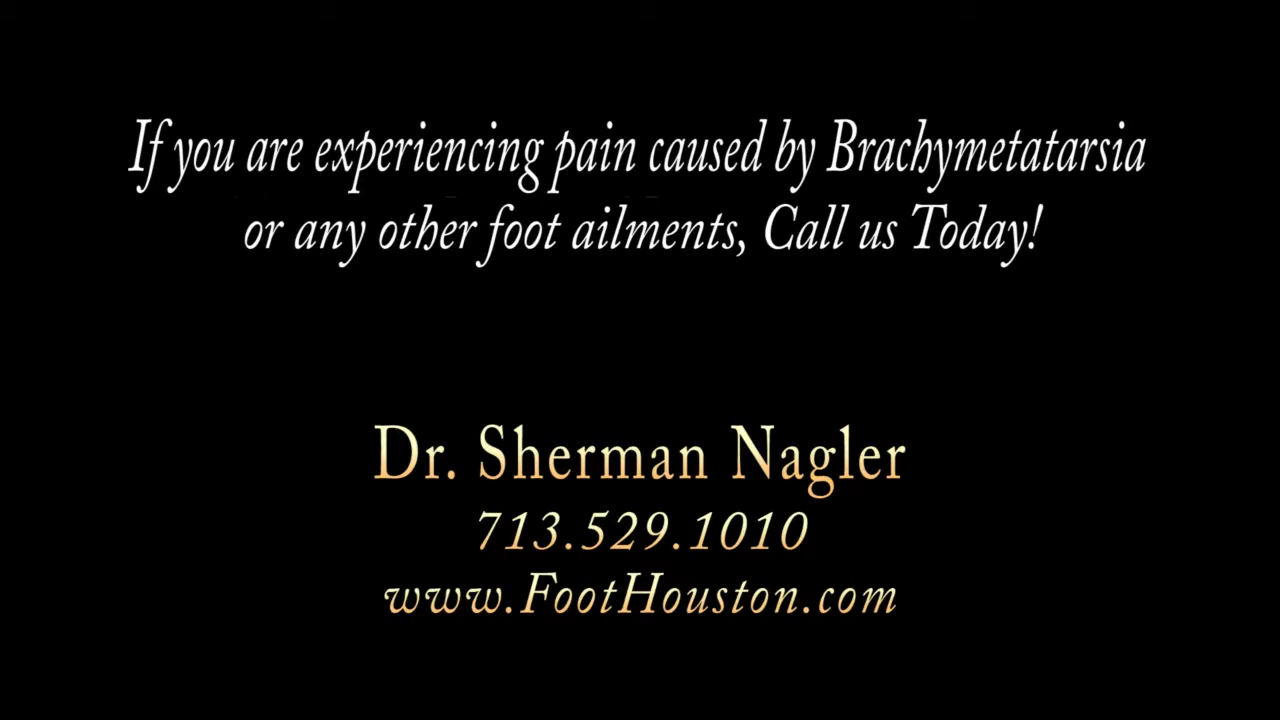 If you are experiencing pain caused by Brachymetatarsia
or any other foot ailments, Call us Today!
Dr. Sherman Nagler
713.529.1010
www.FootHouston.com